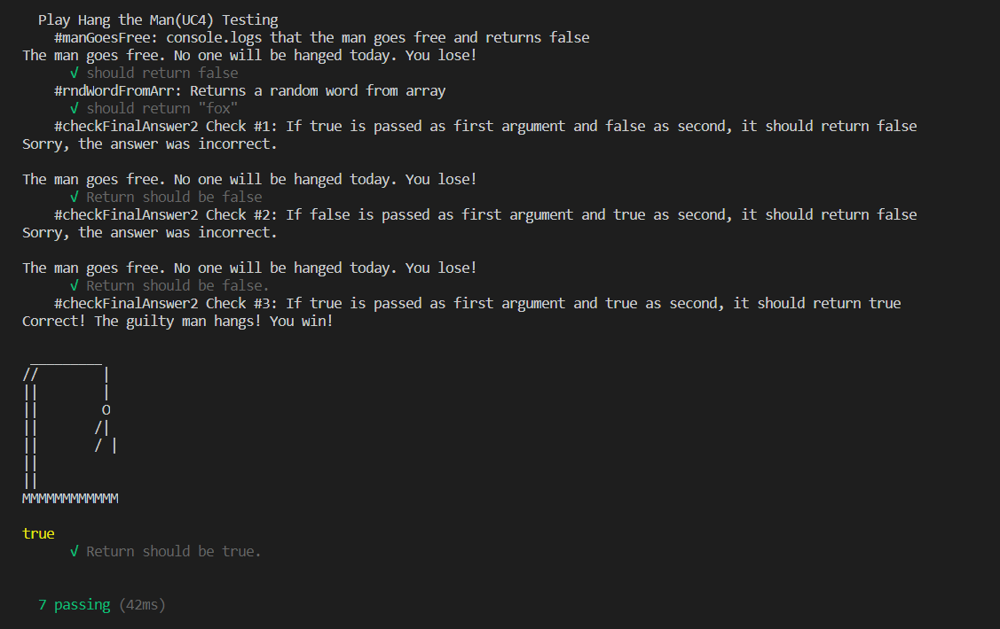 Play Hang the Man(UC4) Testing
    #manGoesFree: console.logs that the man goes free and returns false
The man goes free. No one will be hanged today. You lose!
      √ should return false
    #rndWordFromArr: Returns a random word from array
      √ should return "fox"
    #checkFinalAnswer2 Check #1: If true is passed as first argument and false as second, it should return false
Sorry, the answer was incorrect.

The man goes free. No one will be hanged today. You lose!
      √ Return should be false
    #checkFinalAnswer2 Check #2: If false is passed as first argument and true as second, it should return false
Sorry, the answer was incorrect.

The man goes free. No one will be hanged today. You lose!
      √ Return should be false.
    #checkFinalAnswer2 Check #3: If true is passed as first argument and true as second, it should return true
Correct! The guilty man hangs! You win!

 _________
//        |
||        |
||        O
||       /|
||       / |
||
||
MMMMMMMMMMMM

true
      √ Return should be true.

  7 passing (42ms)